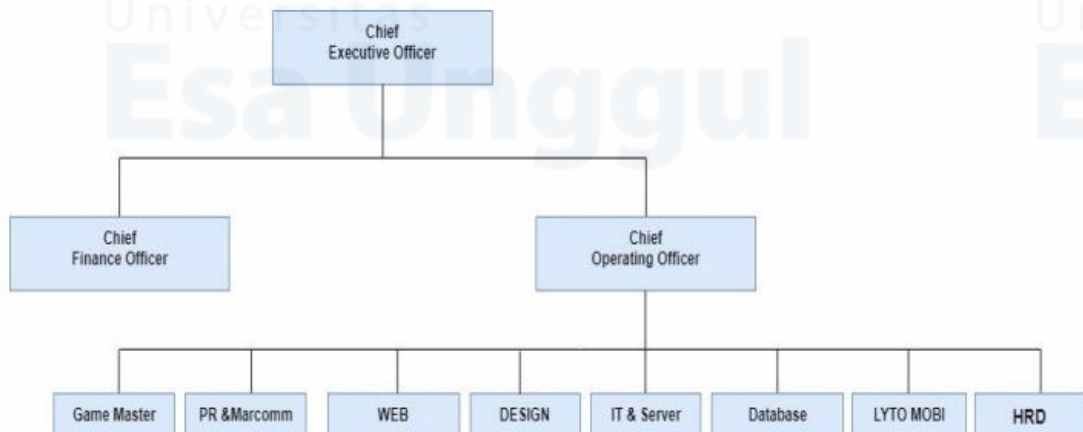 Universitas
Esa Unggul
Un
E
Chief
Executive Officer
Chief
Finance Officer
Chief
Operating Officer
Game Master
PR &Marcomm
WEB
DESIGN
IT & Server
Database
LYTO MOBI
HRD